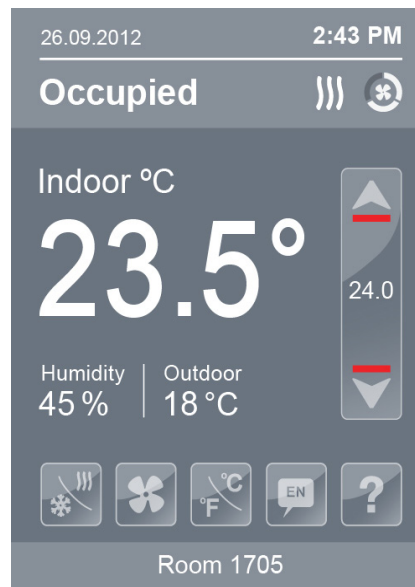 26.09.2012 2:43 PM
Occupied
Indoor ºC
23.5°
24.0
Humidity Outdoor
45 % 18 °C
°F °C EN ?
Room 1705